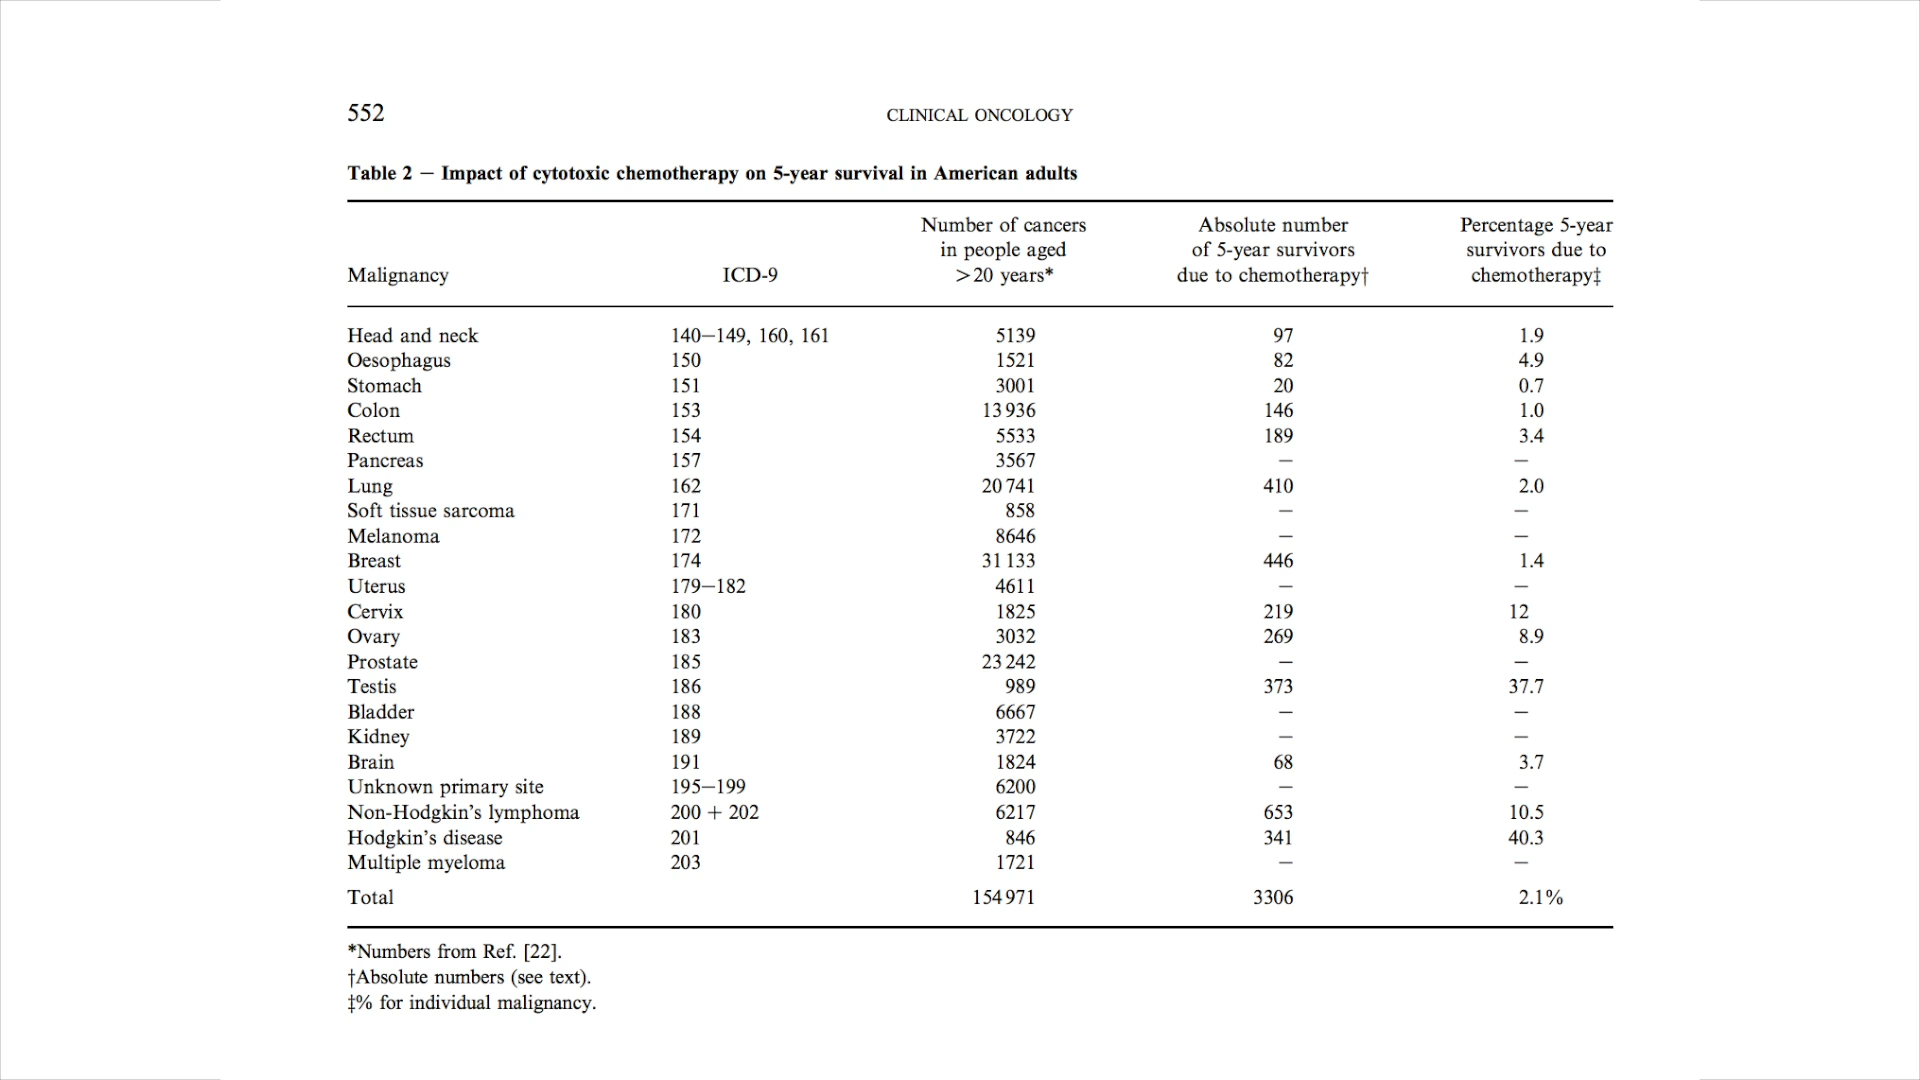 552
CLINICAL ONCOLOGY
Table 2 — Impact of cytotoxic chemotherapy on 5-year survival in American adults
Malignancy ICD-9 Number of cancers in people aged >20 years* Absolute number of 5-year survivors due to chemotherapy† Percentage 5-year survivors due to chemotherapy‡
Head and neck 140–149, 160, 161 5139 97 1.9
Oesophagus 150 1521 82 4.9
Stomach 151 3001 20 0.7
Colon 153 13 936 146 1.0
Rectum 154 5533 189 3.4
Pancreas 157 3567 — —
Lung 162 20 741 410 2.0
Soft tissue sarcoma 171 858 — —
Melanoma 172 8646 — —
Breast 174 31 133 446 1.4
Uterus 179–182 4611 — —
Cervix 180 1825 219 12
Ovary 183 3032 269 8.9
Prostate 185 23 242 — —
Testis 186 989 373 37.7
Bladder 188 6667 — —
Kidney 189 3722 — —
Brain 191 1824 68 3.7
Unknown primary site 195–199 6200 — —
Non-Hodgkin's lymphoma 200 + 202 6217 653 10.5
Hodgkin's disease 201 846 341 40.3
Multiple myeloma 203 1721 — —
Total 154 971 3306 2.1%
*Numbers from Ref. [22].
†Absolute numbers (see text).
‡% for individual malignancy.